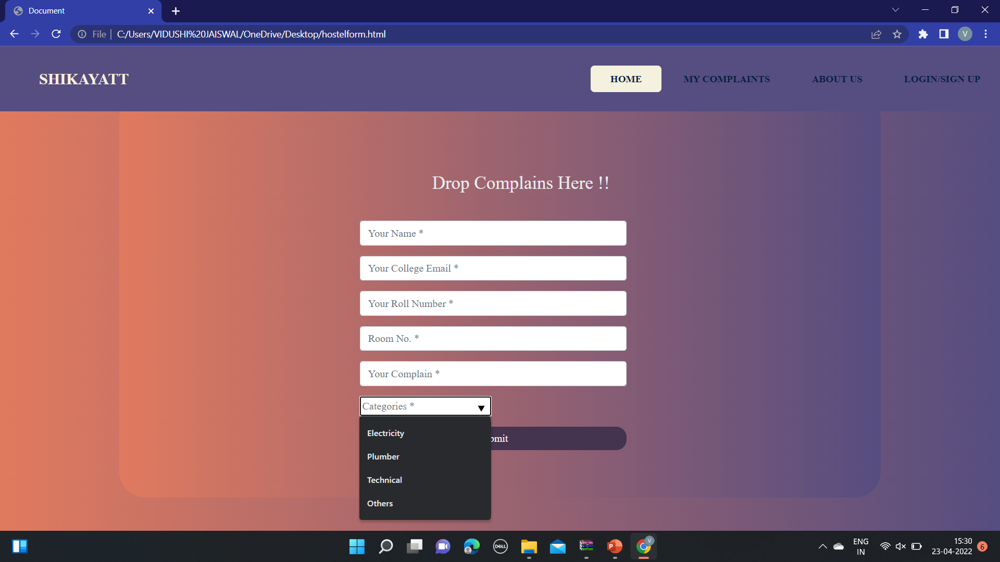 Document
File
C:/Users/VIDUSHI%20JAISWAL/OneDrive/Desktop/hostelform.html
V
SHIKAYATT
HOME
MY COMPLAINTS
ABOUT US
LOGIN/SIGN UP
Drop Complains Here !!
Your Name *
Your College Email *
Your Roll Number *
Room No. *
Your Complain *
Categories *
Electricity
Plumber
Technical
Others
DELL
P
V
ENG
IN
15:30
23-04-2022
6